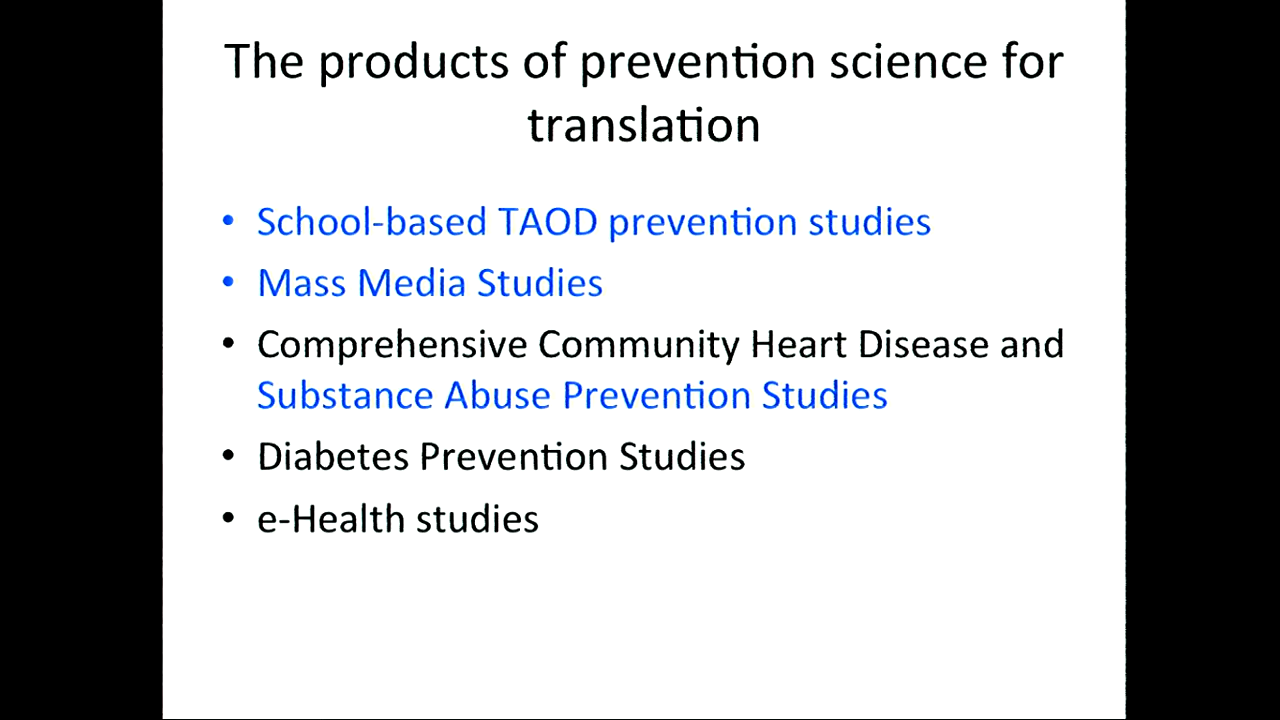 The products of prevention science for
translation
• School-based TAOD prevention studies
• Mass Media Studies
• Comprehensive Community Heart Disease and
Substance Abuse Prevention Studies
• Diabetes Prevention Studies
• e-Health studies